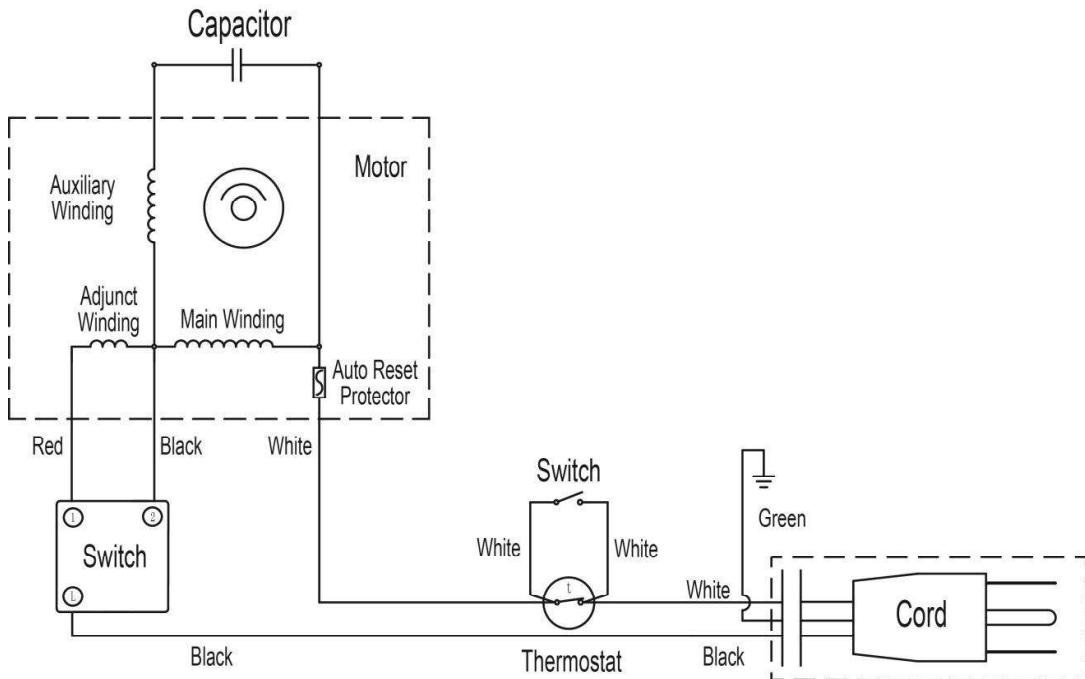 Capacitor
Motor
Auxiliary
Winding
Adjunct
Winding
Main Winding
Auto Reset
Protector
Red
Black
White
Switch
1
2
Switch
L
White
White
t
Thermostat
Green
White
Cord
Black
Black